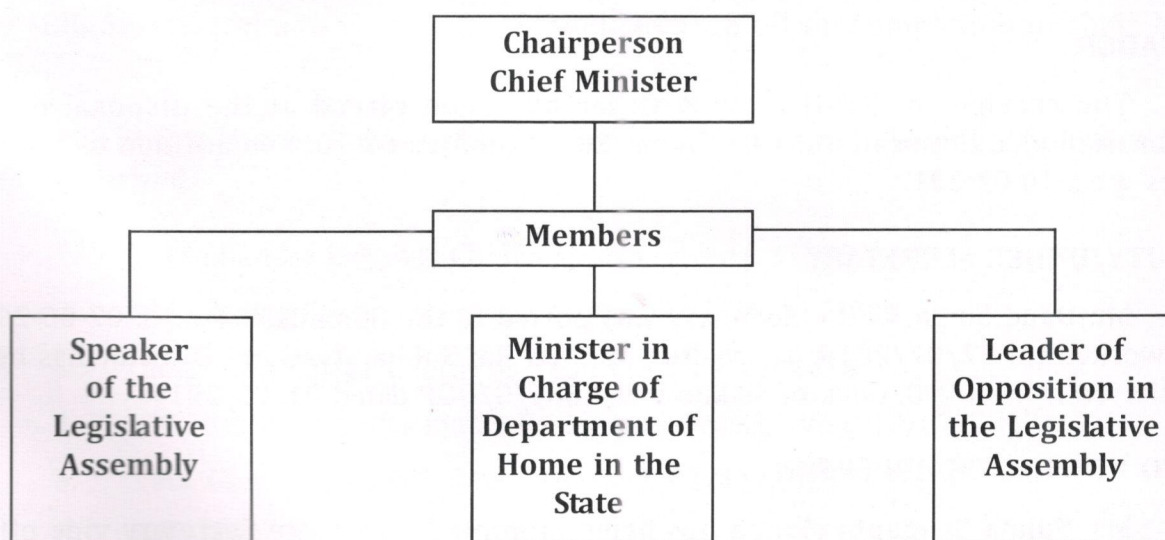 Chairperson
Chief Minister
Members
Speaker
of the
Legislative
Assembly
Minister in
Charge of
Department of
Home in the
State
Leader of
Opposition in
the Legislative
Assembly